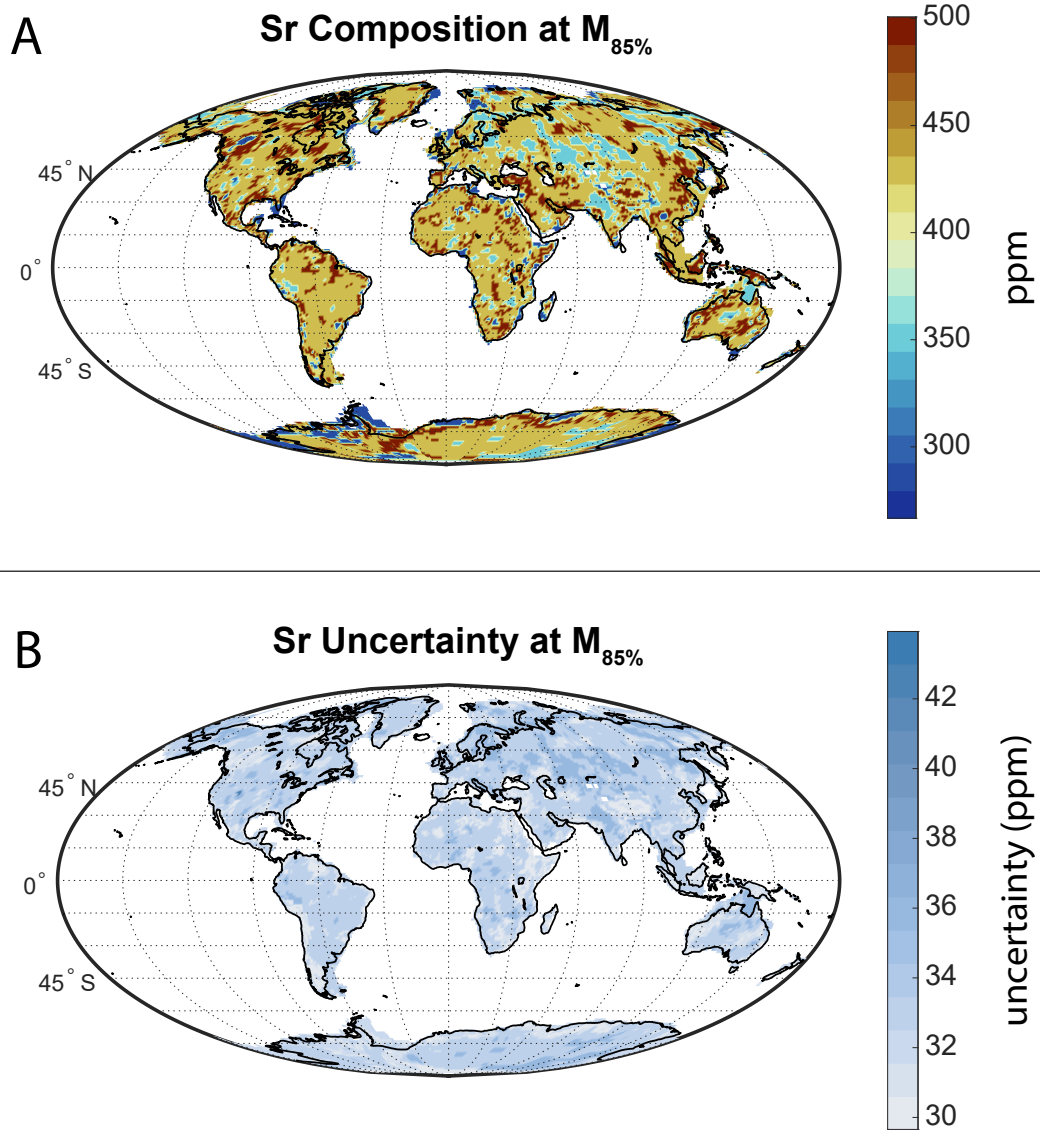 A
Sr Composition at M85%
45° N
0°
45° S
500
450
400
350
300
ppm
B
Sr Uncertainty at M85%
45° N
0°
45° S
42
40
38
36
34
32
30
uncertainty (ppm)